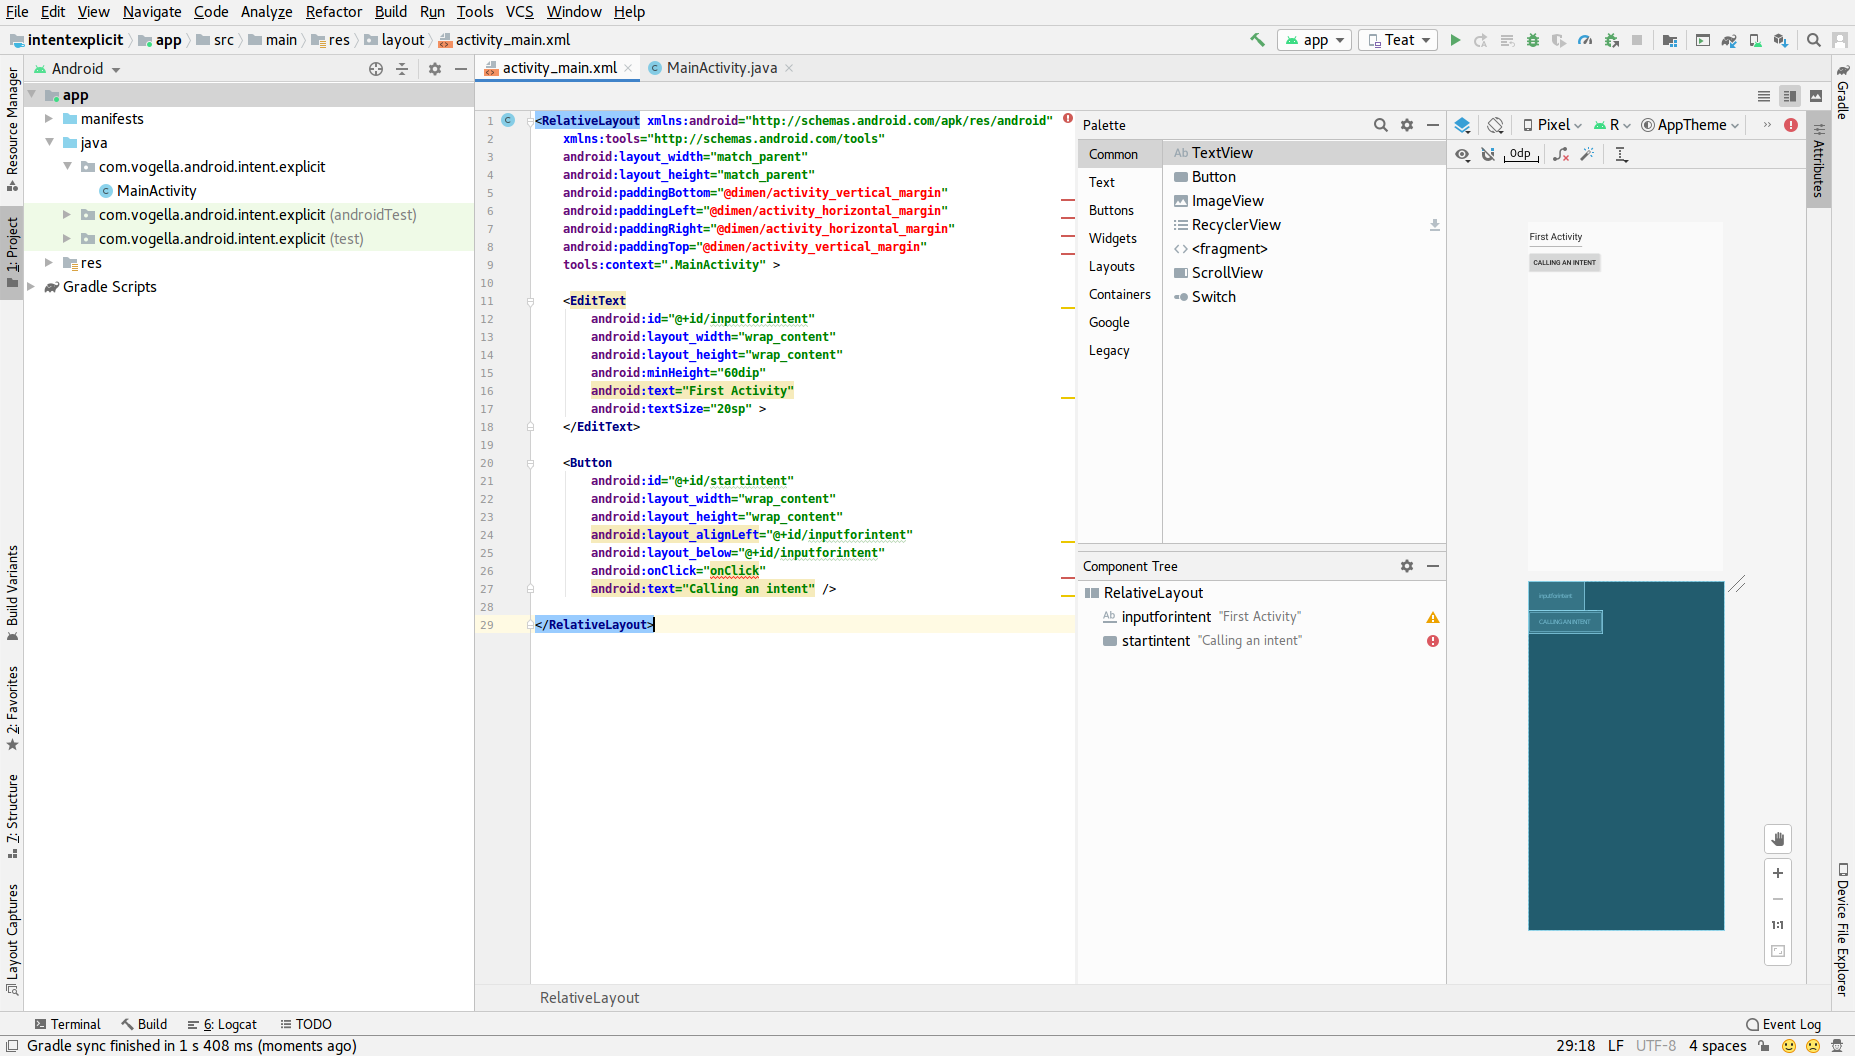 File Edit View Navigate Code Analyze Refactor Build Run Tools VCS Window Help
intentexplicit app src main res layout activity_main.xml
app Teat
Android
activity_main.xml MainActivity.java
app
manifests
java
com.vogella.android.intent.explicit
MainActivity
com.vogella.android.intent.explicit (androidTest)
com.vogella.android.intent.explicit (test)
res
Gradle Scripts
Resource Manager
1: Project
Build Variants
2: Favorites
7: Structure
Layout Captures
1 <RelativeLayout xmlns:android="http://schemas.android.com/apk/res/android"
2 xmlns:tools="http://schemas.android.com/tools"
3 android:layout_width="match_parent"
4 android:layout_height="match_parent"
5 android:paddingBottom="@dimen/activity_vertical_margin"
6 android:paddingLeft="@dimen/activity_horizontal_margin"
7 android:paddingRight="@dimen/activity_horizontal_margin"
8 android:paddingTop="@dimen/activity_vertical_margin"
9 tools:context=".MainActivity" >
10
11 <EditText
12 android:id="@+id/inputforintent"
13 android:layout_width="wrap_content"
14 android:layout_height="wrap_content"
15 android:minHeight="60dip"
16 android:text="First Activity"
17 android:textSize="20sp" >
18 </EditText>
19
20 <Button
21 android:id="@+id/startintent"
22 android:layout_width="wrap_content"
23 android:layout_height="wrap_content"
24 android:layout_alignLeft="@+id/inputforintent"
25 android:layout_below="@+id/inputforintent"
26 android:onClick="onClick"
27 android:text="Calling an intent" />
28
29 </RelativeLayout>
RelativeLayout
Palette
Common
Text
Buttons
Widgets
Layouts
Containers
Google
Legacy
Ab TextView
Button
ImageView
RecyclerView
<fragment>
ScrollView
Switch
Component Tree
RelativeLayout
Ab inputforintent "First Activity"
startintent "Calling an intent"
Pixel R AppTheme
0dp
First Activity
CALLING AN INTENT
inputforintent
CALLING AN INTENT
1:1
Gradle
Attributes
Device File Explorer
Terminal Build 6: Logcat TODO Event Log
Gradle sync finished in 1 s 408 ms (moments ago) 29:18 LF UTF-8 4 spaces